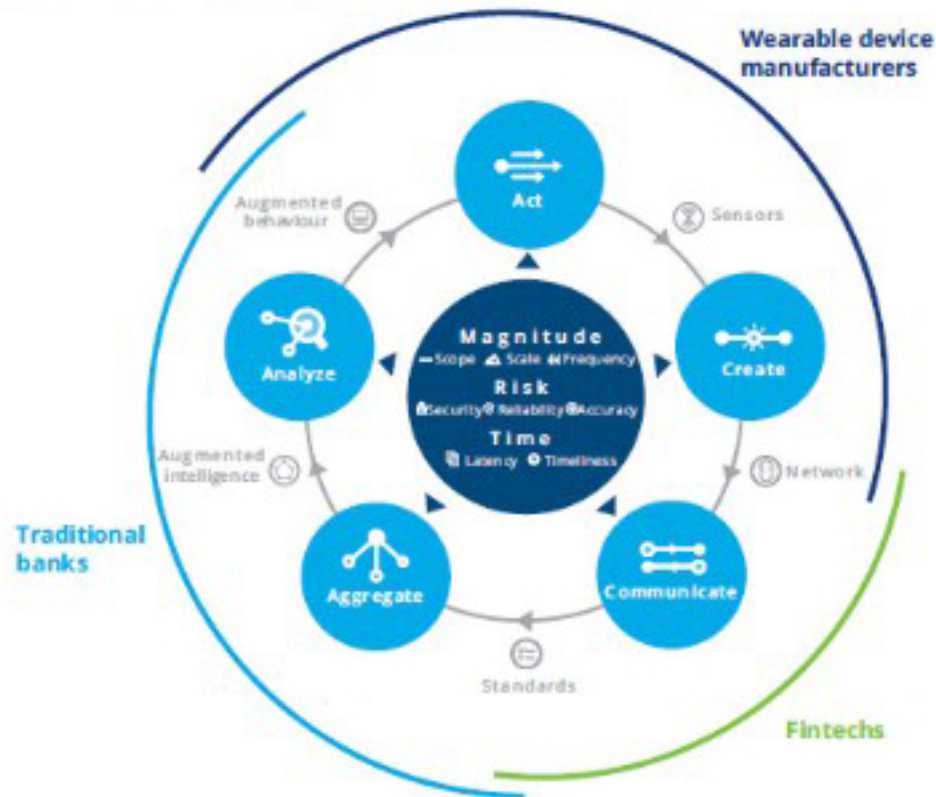 Wearable device
manufacturers
Act
Augmented
behaviour
Sensors
Magnitude
Scope Scale Frequency
Risk
Security Reliability Accuracy
Time
Latency Timeliness
Analyze
Create
Augmented
intelligence
Network
Traditional
banks
Aggregate
Communicate
Standards
Fintechs